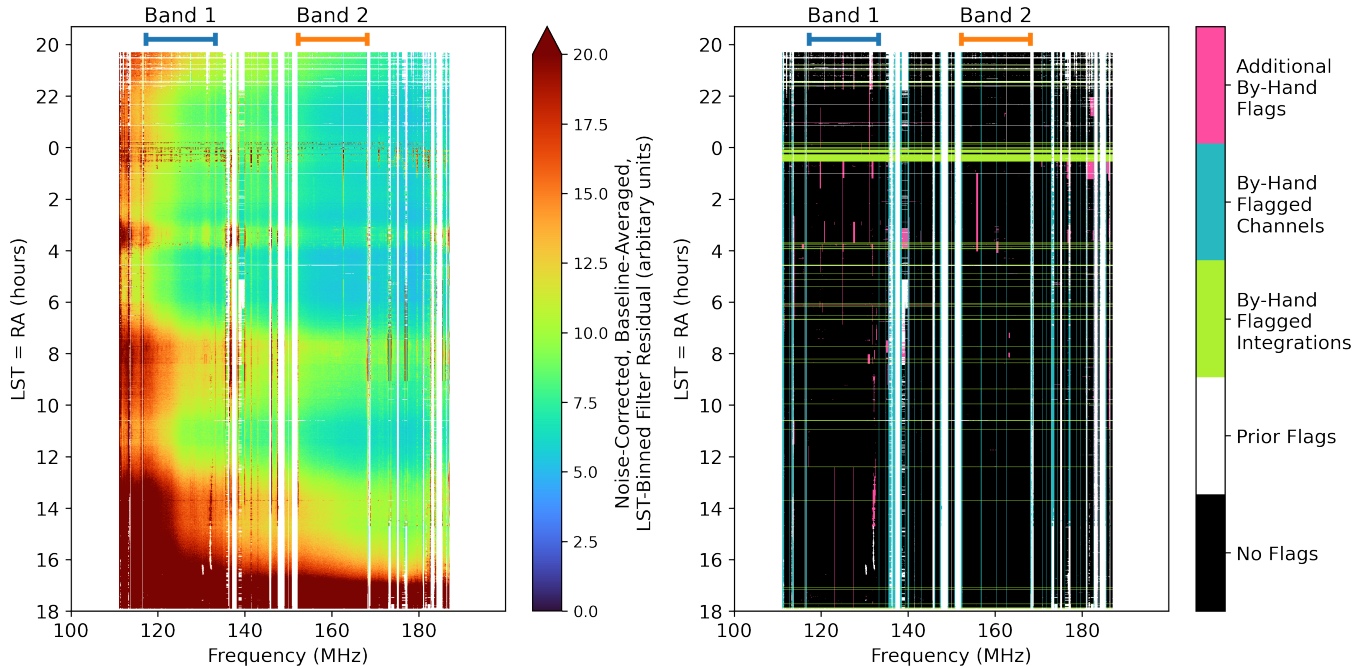 Band 1
Band 2
20
22
0
2
4
6
8
10
12
14
16
18
100
120
140
160
180
LST = RA (hours)
Frequency (MHz)
20.0
17.5
15.0
12.5
10.0
7.5
5.0
2.5
0.0
Noise-Corrected, Baseline-Averaged,
LST-Binned Filter Residual (arbitary units)
Band 1
Band 2
20
22
0
2
4
6
8
10
12
14
16
18
100
120
140
160
180
LST = RA (hours)
Frequency (MHz)
Additional
By-Hand
Flags
By-Hand
Flagged
Channels
By-Hand
Flagged
Integrations
Prior Flags
No Flags